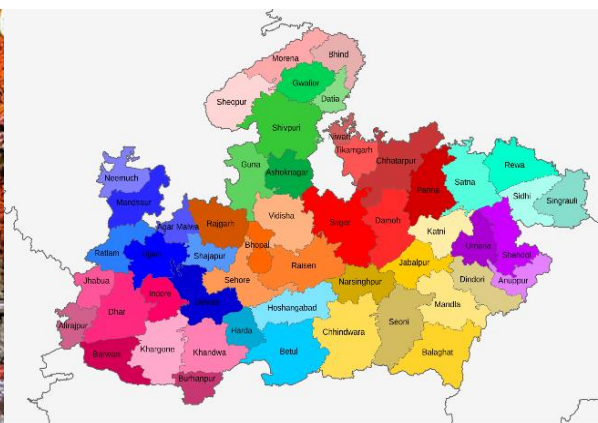 Morena
Bhind
Gwalior
Sheopur
Datia
Shivpuri
Niwari
Tikamgarh
Guna
Ashoknagar
Chhatarpur
Rewa
Neemuch
Panna
Satna
Sidhi
Singrauli
Mandsaur
Vidisha
Sagar
Damoh
Rajgarh
Agar Malwa
Katni
Umaria
Shahdol
Bhopal
Ratlam
Ujjain
Shajapur
Raisen
Jabalpur
Jhabua
Sehore
Narsinghpur
Dindori
Anuppur
Indore
Dewas
Dhar
Hoshangabad
Mandla
Alirajpur
Harda
Chhindwara
Seoni
Barwani
Khargone
Khandwa
Betul
Balaghat
Burhanpur